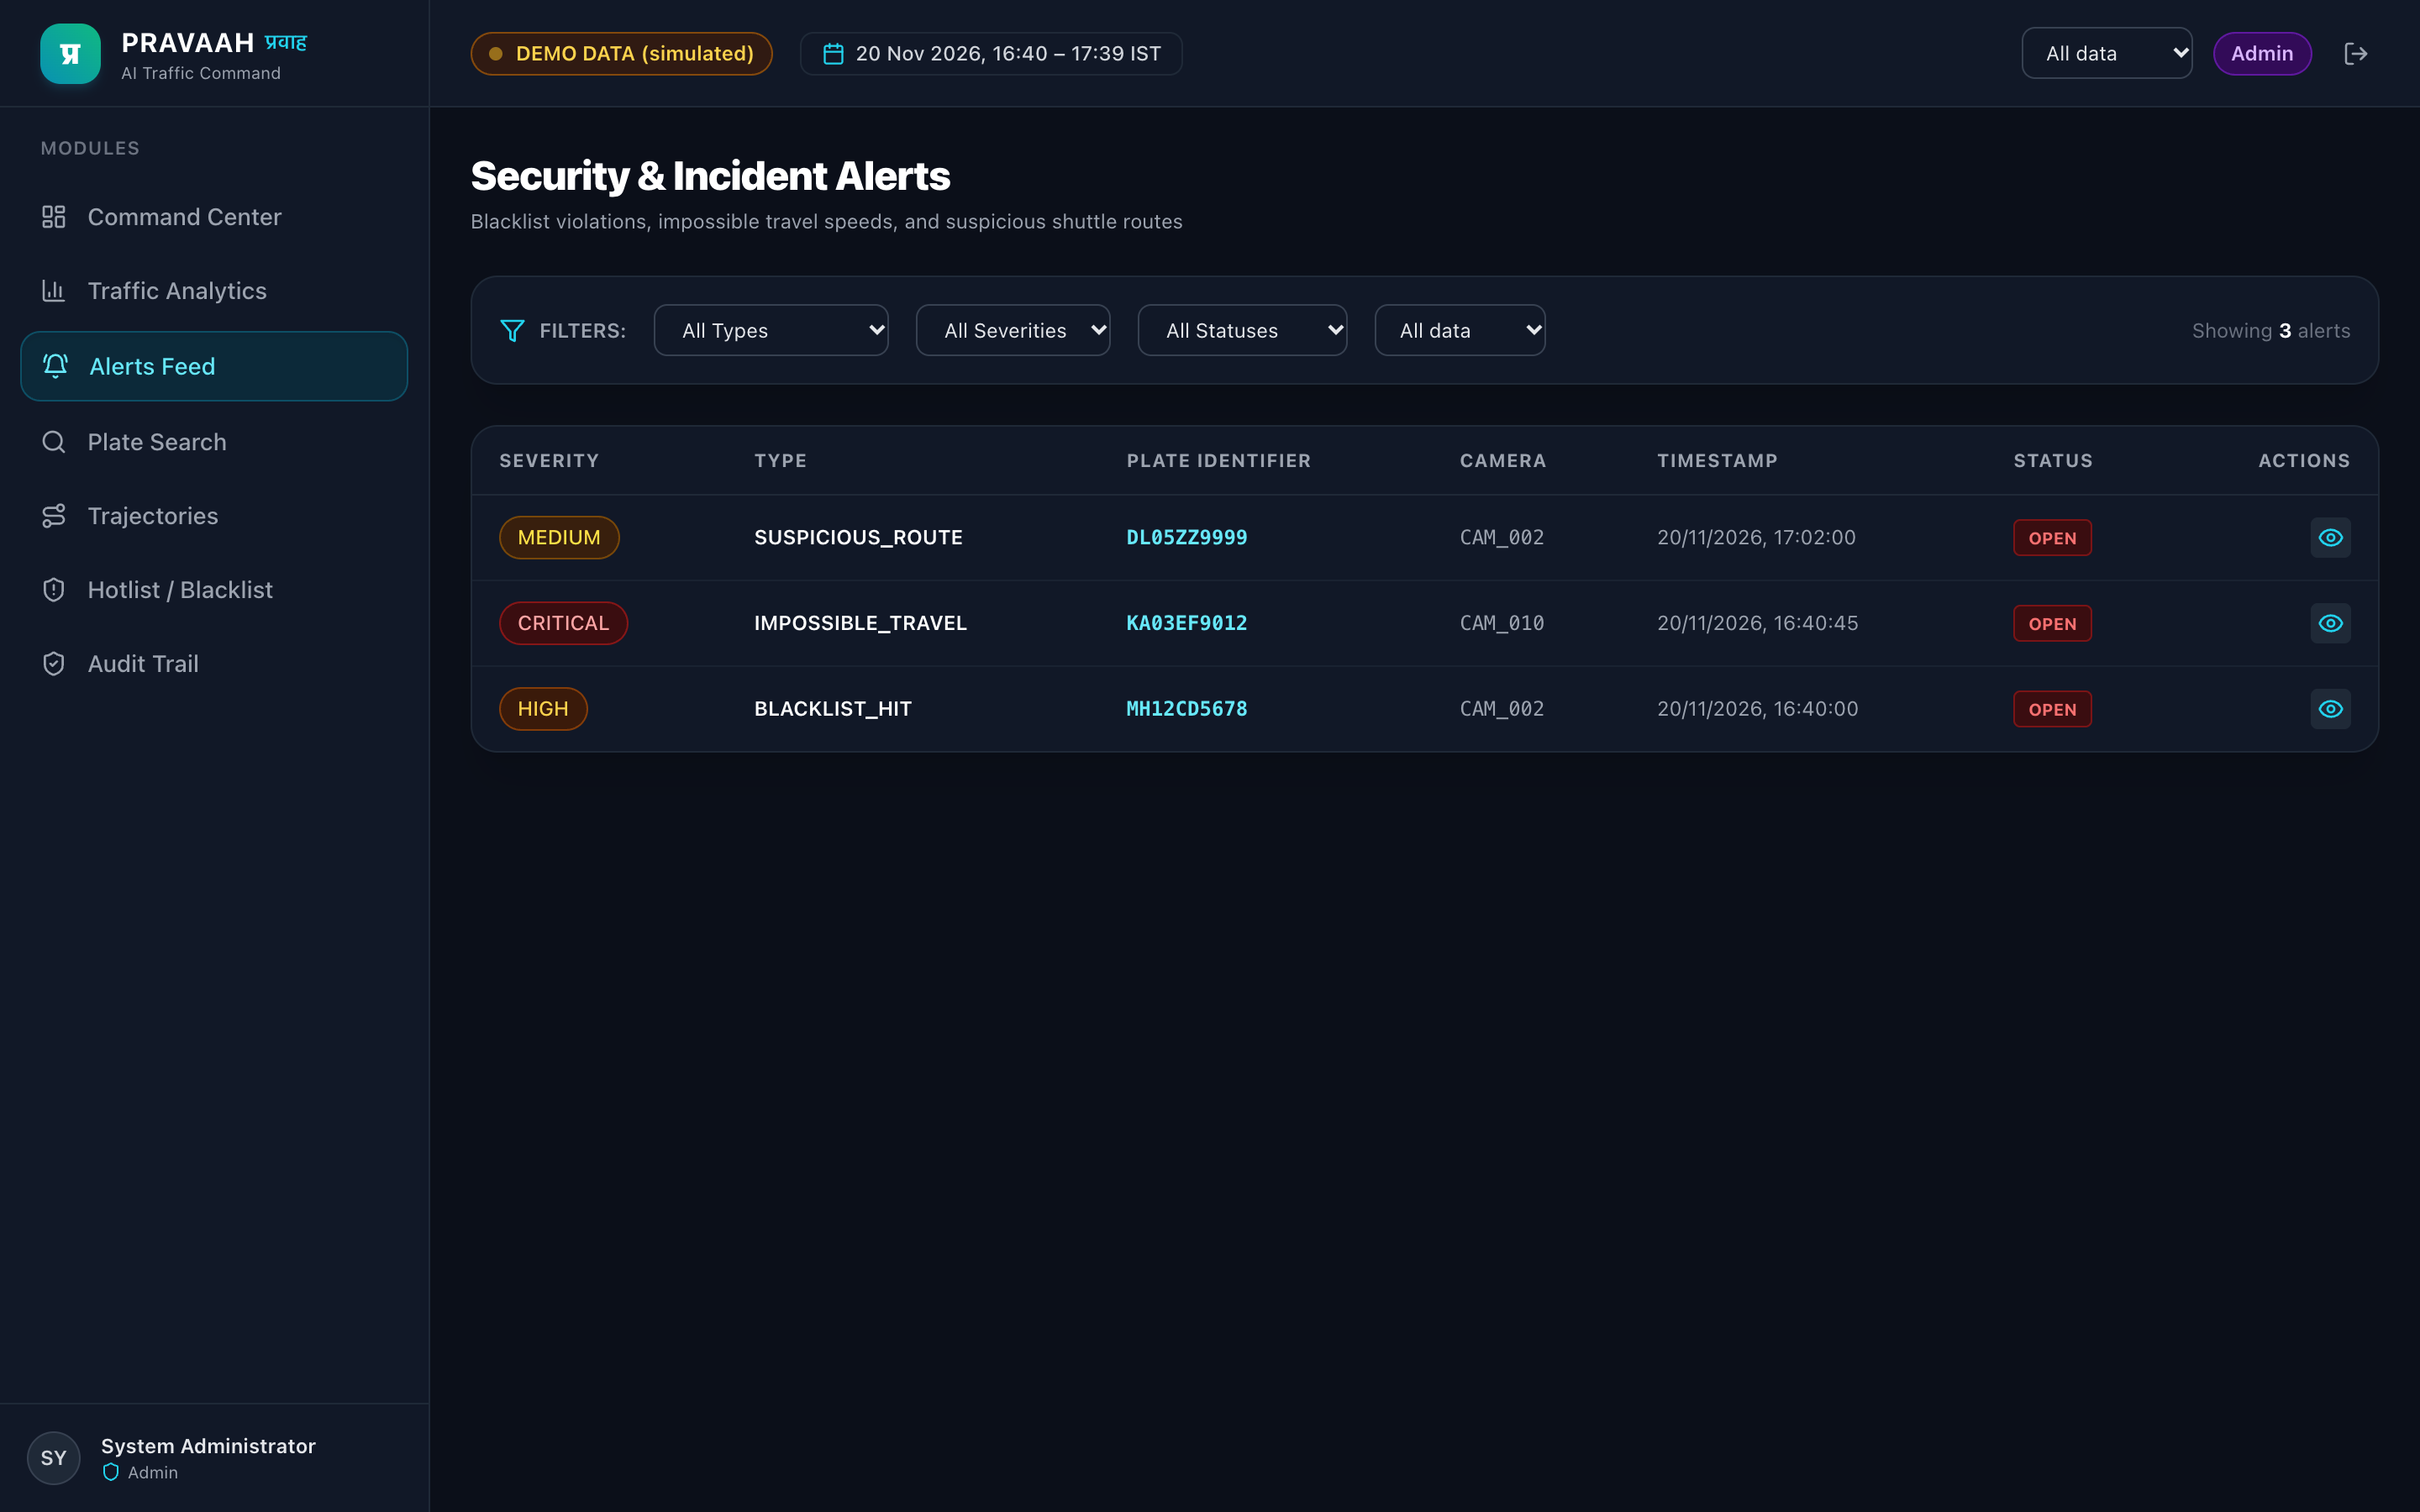 प्र PRAVAAH प्रवाह
AI Traffic Command
DEMO DATA (simulated)
20 Nov 2026, 16:40 – 17:39 IST
All data
Admin
MODULES
Command Center
Traffic Analytics
Alerts Feed
Plate Search
Trajectories
Hotlist / Blacklist
Audit Trail
SY
System Administrator
Admin
Security & Incident Alerts
Blacklist violations, impossible travel speeds, and suspicious shuttle routes
FILTERS: All Types All Severities All Statuses All data Showing 3 alerts
SEVERITY TYPE PLATE IDENTIFIER CAMERA TIMESTAMP STATUS ACTIONS
MEDIUM SUSPICIOUS_ROUTE DL05ZZ9999 CAM_002 20/11/2026, 17:02:00 OPEN
CRITICAL IMPOSSIBLE_TRAVEL KA03EF9012 CAM_010 20/11/2026, 16:40:45 OPEN
HIGH BLACKLIST_HIT MH12CD5678 CAM_002 20/11/2026, 16:40:00 OPEN